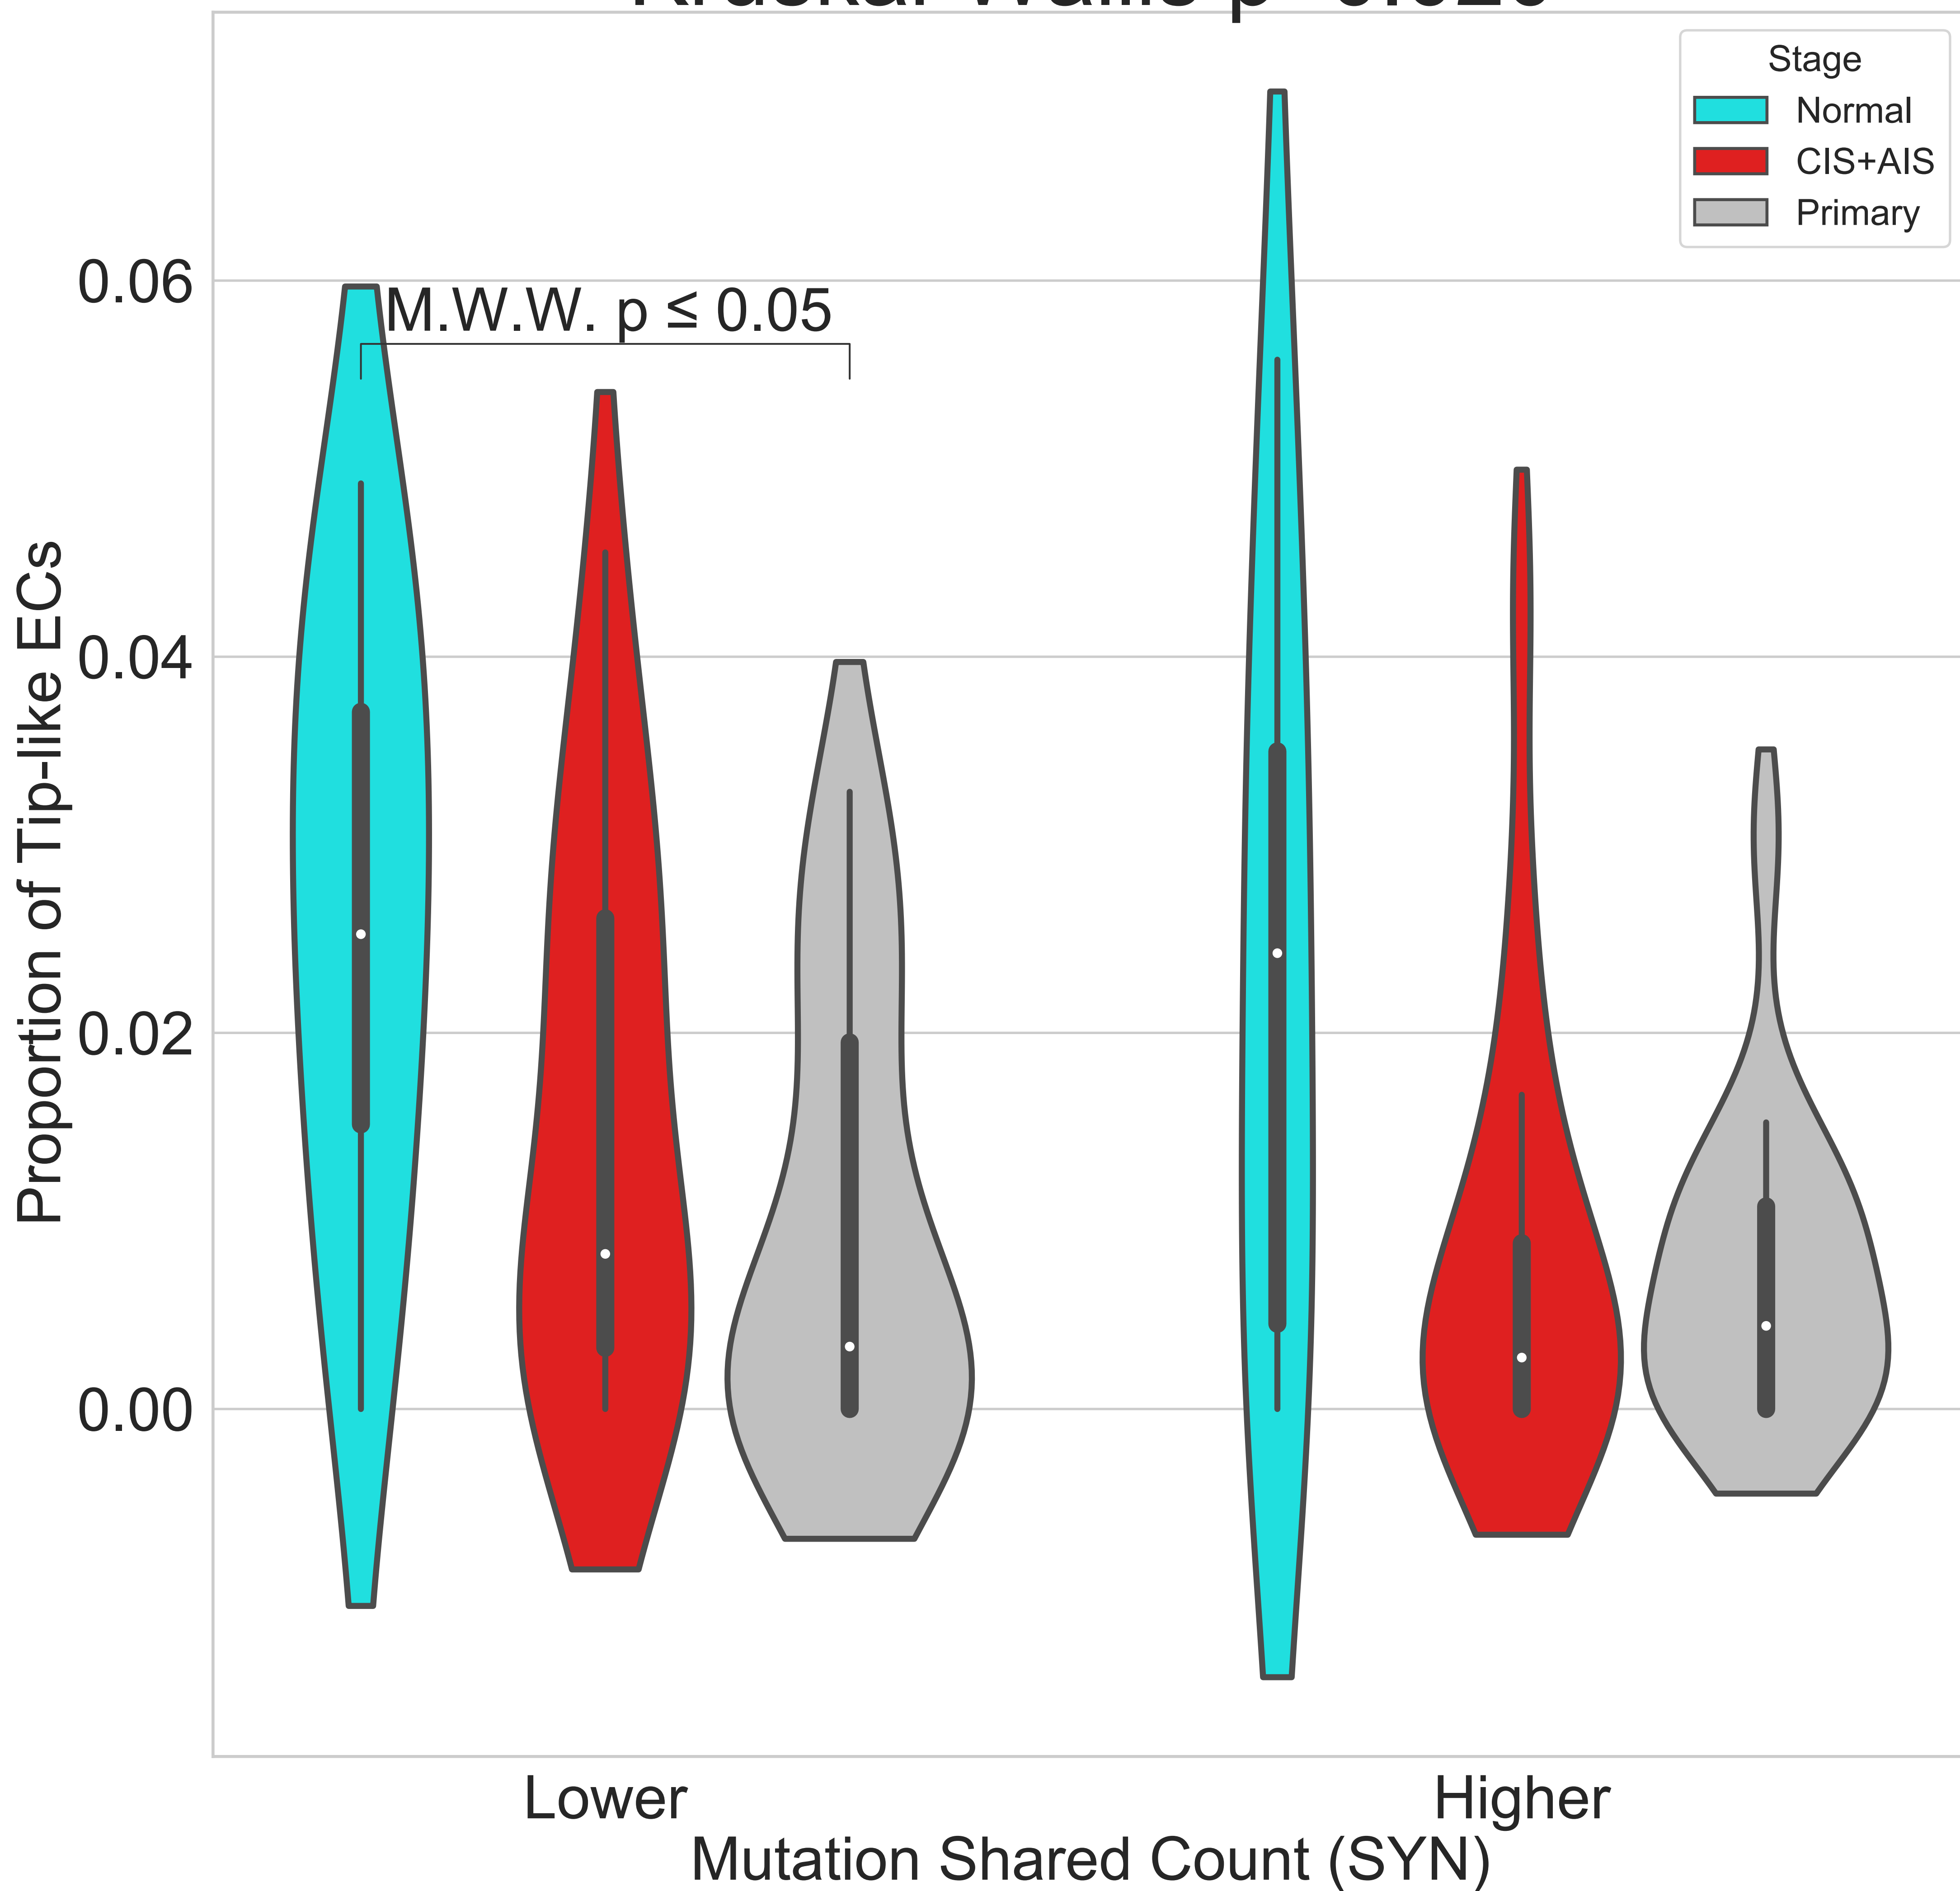 Stage
Normal
CIS+AIS
Primary
M.W.W. p ≤ 0.05
0.06
0.04
0.02
0.00
Proportion of Tip-like ECs
Lower
Higher
Mutation Shared Count (SYN)